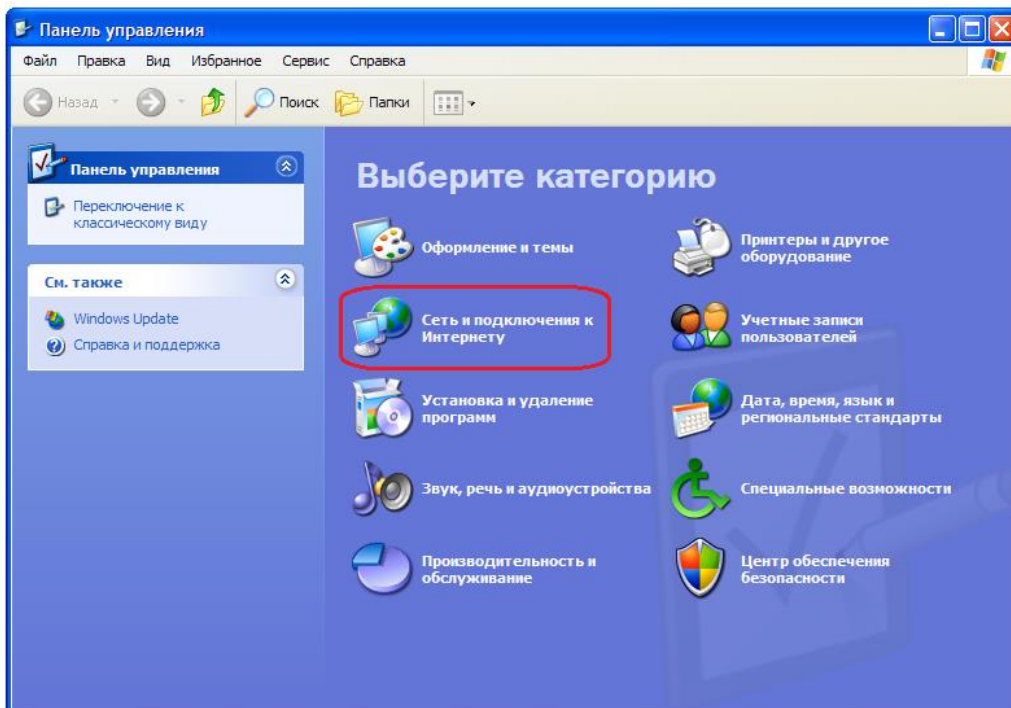 Панель управления
Файл Правка Вид Избранное Сервис Справка
Назад Поиск Папки
Панель управления
Переключение к
классическому виду
См. также
Windows Update
Справка и поддержка
Выберите категорию
Оформление и темы
Принтеры и другое
оборудование
Сеть и подключения к
Интернету
Учетные записи
пользователей
Установка и удаление
программ
Дата, время, язык и
региональные стандарты
Звук, речь и аудиоустройства
Специальные возможности
Производительность и
обслуживание
Центр обеспечения
безопасности